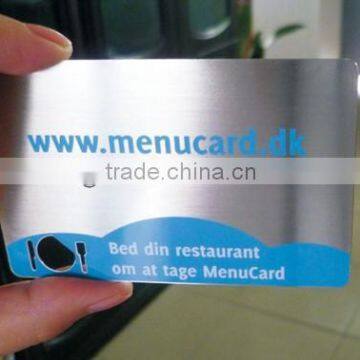 www.menucard.dk
trade.china.cn
Bed din restaurant
om at tage MenuCard